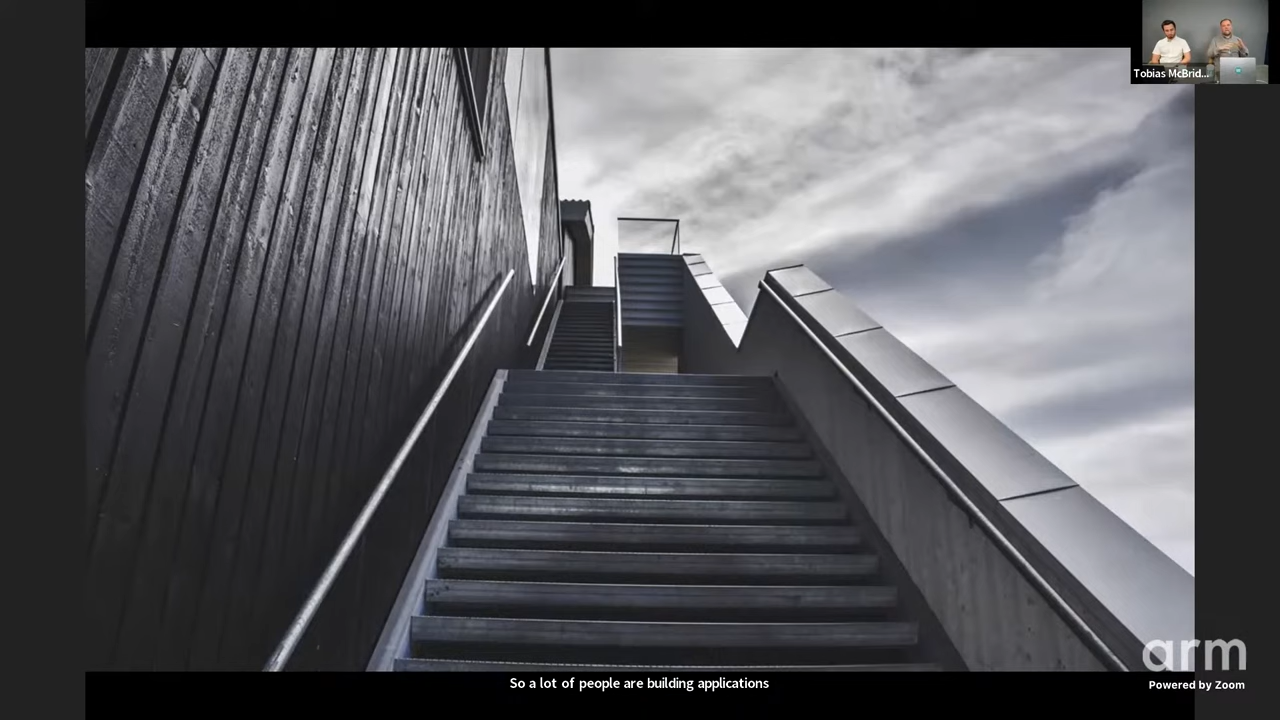 Tobias McBrid...
So a lot of people are building applications
arm
Powered by Zoom